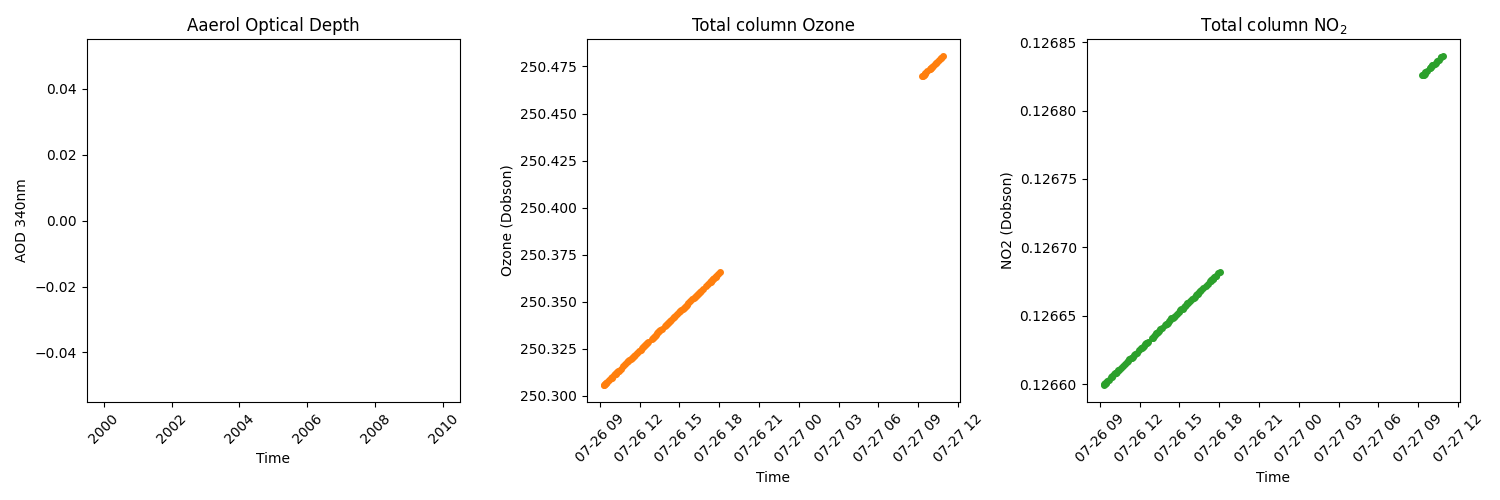 Aaerol Optical Depth
AOD 340nm
0.04
0.02
0.00
−0.02
−0.04
2000 2002 2004 2006 2008 2010
Time
Total column Ozone
Ozone (Dobson)
250.475
250.450
250.425
250.400
250.375
250.350
250.325
250.300
07-26 09 07-26 12 07-26 15 07-26 18 07-26 21 07-27 00 07-27 03 07-27 06 07-27 09 07-27 12
Time
Total column NO₂
NO2 (Dobson)
0.12685
0.12680
0.12675
0.12670
0.12665
0.12660
07-26 09 07-26 12 07-26 15 07-26 18 07-26 21 07-27 00 07-27 03 07-27 06 07-27 09 07-27 12
Time